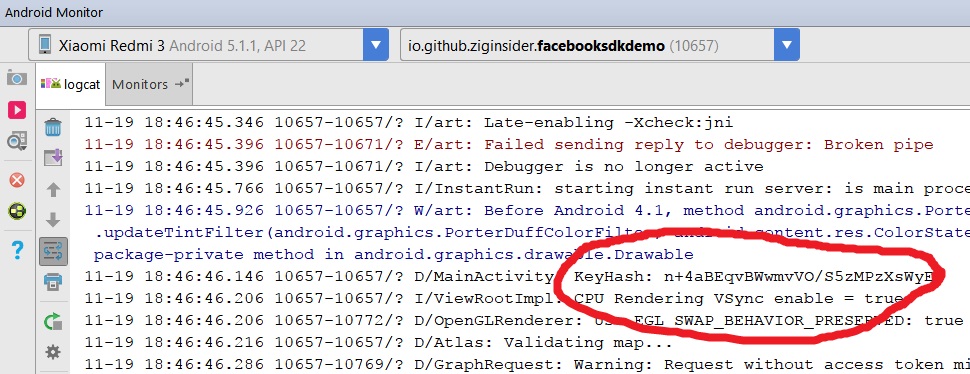 Android Monitor
Xiaomi Redmi 3 Android 5.1.1, API 22
io.github.ziginsider.facebooksdkdemo (10657)
logcat
Monitors
11-19 18:46:45.346 10657-10657/? I/art: Late-enabling -Xcheck:jni
11-19 18:46:45.396 10657-10671/? E/art: Failed sending reply to debugger: Broken pipe
11-19 18:46:45.396 10657-10657/? I/art: Debugger is no longer active
11-19 18:46:45.766 10657-10657/? I/InstantRun: starting instant run server: is main proce
11-19 18:46:45.926 10657-10657/? W/art: Before Android 4.1, method android.graphics.Porter
.updateTintFilter(android.graphics.PorterDuffColorFilter, android.content.res.ColorState
package-private method in android.graphics.drawable.Drawable
11-19 18:46:46.146 10657-10657/? D/MainActivity: KeyHash: n+4aBEqvBWwmvVO/S5zMPzXsWyE
11-19 18:46:46.206 10657-10657/? I/ViewRootImpl: CPU Rendering VSync enable = true
11-19 18:46:46.206 10657-10772/? D/OpenGLRenderer: Use EGL_SWAP_BEHAVIOR_PRESERVED: true
11-19 18:46:46.216 10657-10657/? D/Atlas: Validating map...
11-19 18:46:46.286 10657-10769/? D/GraphRequest: Warning: Request without access token mi